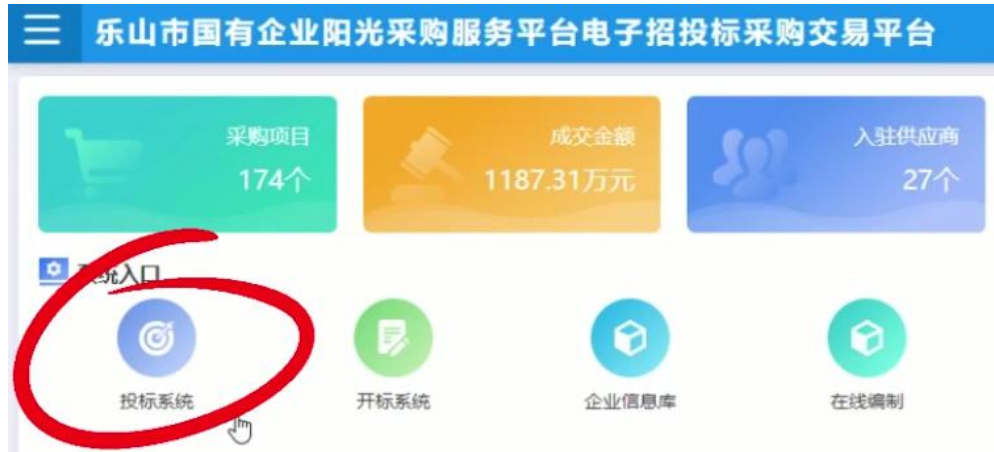 乐山市国有企业阳光采购服务平台电子招投标采购交易平台
采购项目
174个
成交金额
1187.31万元
入驻供应商
27个
系统入口
投标系统
开标系统
企业信息库
在线编制